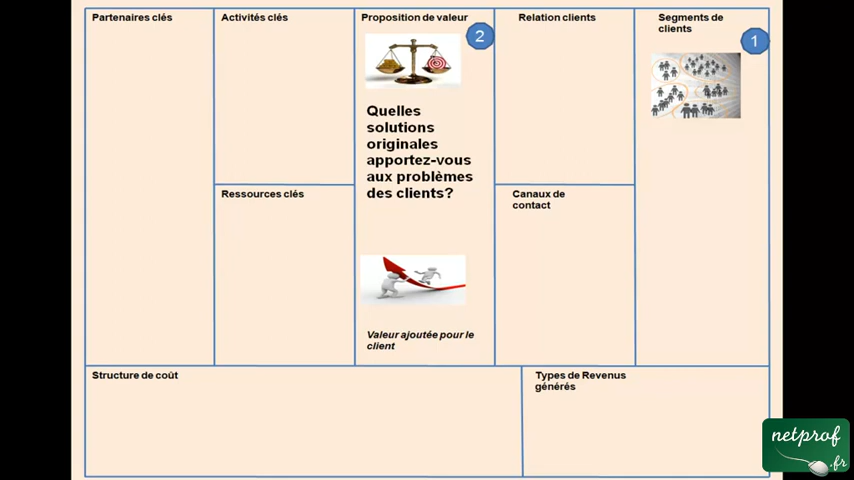 Partenaires clés
Activités clés
Proposition de valeur
2
Relation clients
Segments de
clients
1
Quelles
solutions
originales
apportez-vous
aux problèmes
des clients?
Ressources clés
Canaux de
contact
Valeur ajoutée pour le
client
Structure de coût
Types de Revenus
générés
netprof
.fr